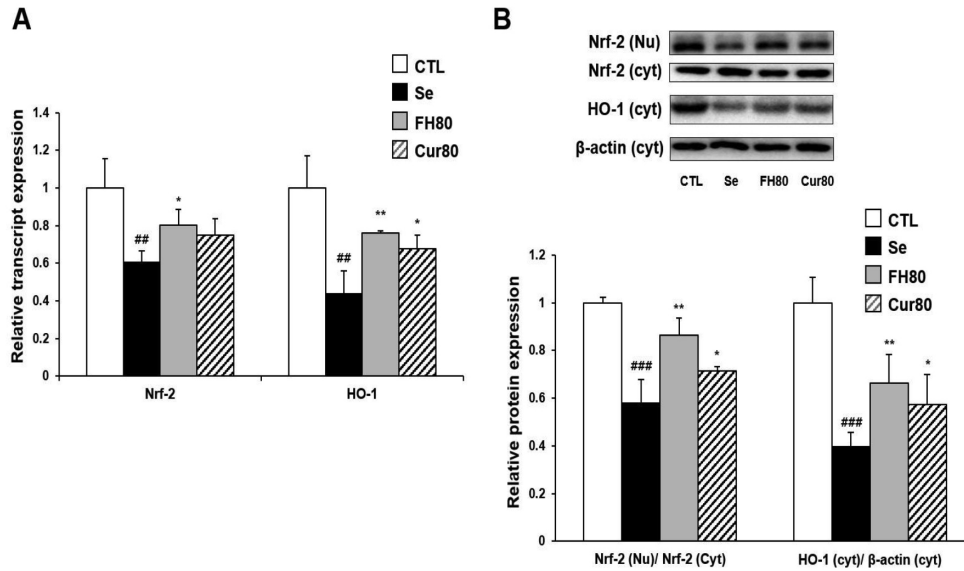 A
CTL
Se
FH80
Cur80
Relative transcript expression
1.4
1.2
1
0.8
0.6
0.4
0.2
0
##
*
##
**
*
Nrf-2
HO-1
B
Nrf-2 (Nu)
Nrf-2 (cyt)
HO-1 (cyt)
β-actin (cyt)
CTL Se FH80 Cur80
CTL
Se
FH80
Cur80
Relative protein expression
1.2
1
0.8
0.6
0.4
0.2
0
###
**
*
###
**
*
Nrf-2 (Nu)/ Nrf-2 (Cyt)
HO-1 (cyt)/ β-actin (cyt)